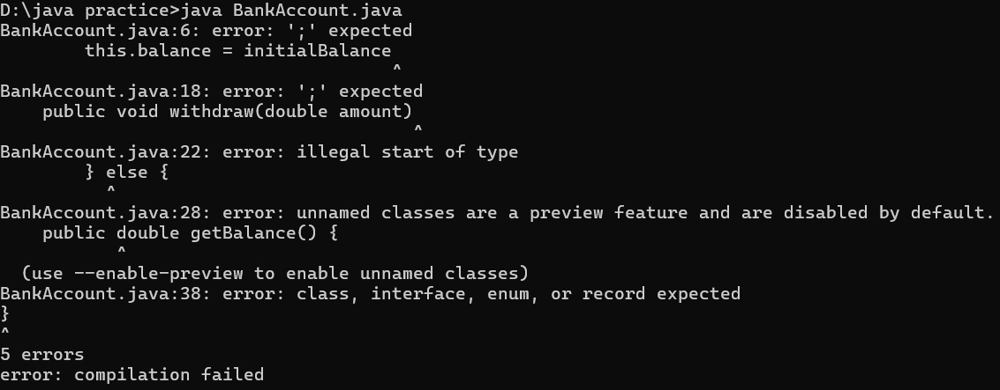 D:\java practice>java BankAccount.java
BankAccount.java:6: error: ';' expected
        this.balance = initialBalance
                                     ^
BankAccount.java:18: error: ';' expected
    public void withdraw(double amount)
                                       ^
BankAccount.java:22: error: illegal start of type
        } else {
          ^
BankAccount.java:28: error: unnamed classes are a preview feature and are disabled by default.
    public double getBalance() {
           ^
  (use --enable-preview to enable unnamed classes)
BankAccount.java:38: error: class, interface, enum, or record expected
}
^
5 errors
error: compilation failed